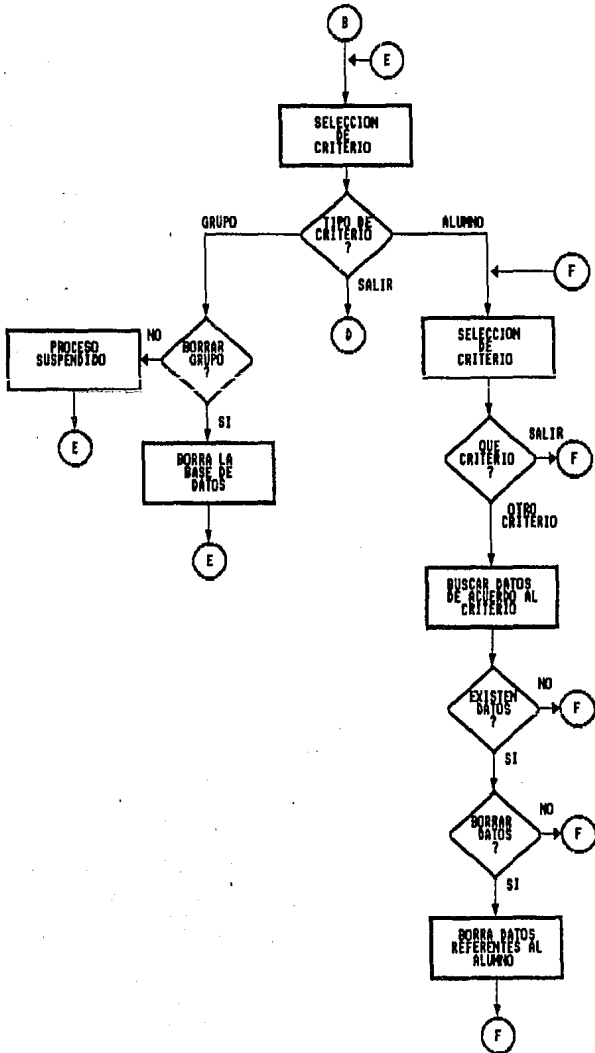 B
E
SELECCION
DE
CRITERIO
GRUPO
TIPO DE
CRITERIO
?
ALUMNO
SALIR
F
D
PROCESO
SUSPENDIDO
NO
BORRAR
GRUPO
?
SELECCION
DE
CRITERIO
E
SI
BORRA LA
BASE DE
DATOS
QUE
CRITERIO
?
SALIR
F
E
OTRO
CRITERIO
BUSCAR DATOS
DE ACUERDO AL
CRITERIO
EXISTEN
DATOS
?
NO
F
SI
BORRAR
DATOS
?
NO
F
SI
BORRA DATOS
REFERENTES AL
ALUMNO
F